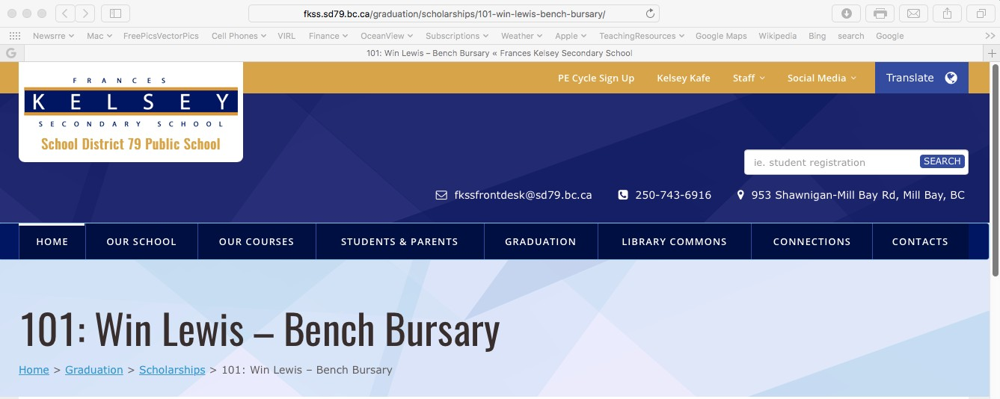 fkss.sd79.bc.ca/graduation/scholarships/101-win-lewis-bench-bursary/
Newsrre Mac FreePicsVectorPics Cell Phones VIRL Finance OceanView Subscriptions Weather Apple TeachingResources Google Maps Wikipedia Bing search Google
G 101: Win Lewis – Bench Bursary « Frances Kelsey Secondary School
PE Cycle Sign Up Kelsey Kafe Staff Social Media Translate
FRANCES
KELSEY
SECONDARY SCHOOL
School District 79 Public School
ie. student registration SEARCH
fkssfrontdesk@sd79.bc.ca 250-743-6916 953 Shawnigan-Mill Bay Rd, Mill Bay, BC
HOME OUR SCHOOL OUR COURSES STUDENTS & PARENTS GRADUATION LIBRARY COMMONS CONNECTIONS CONTACTS
101: Win Lewis – Bench Bursary
Home > Graduation > Scholarships > 101: Win Lewis – Bench Bursary